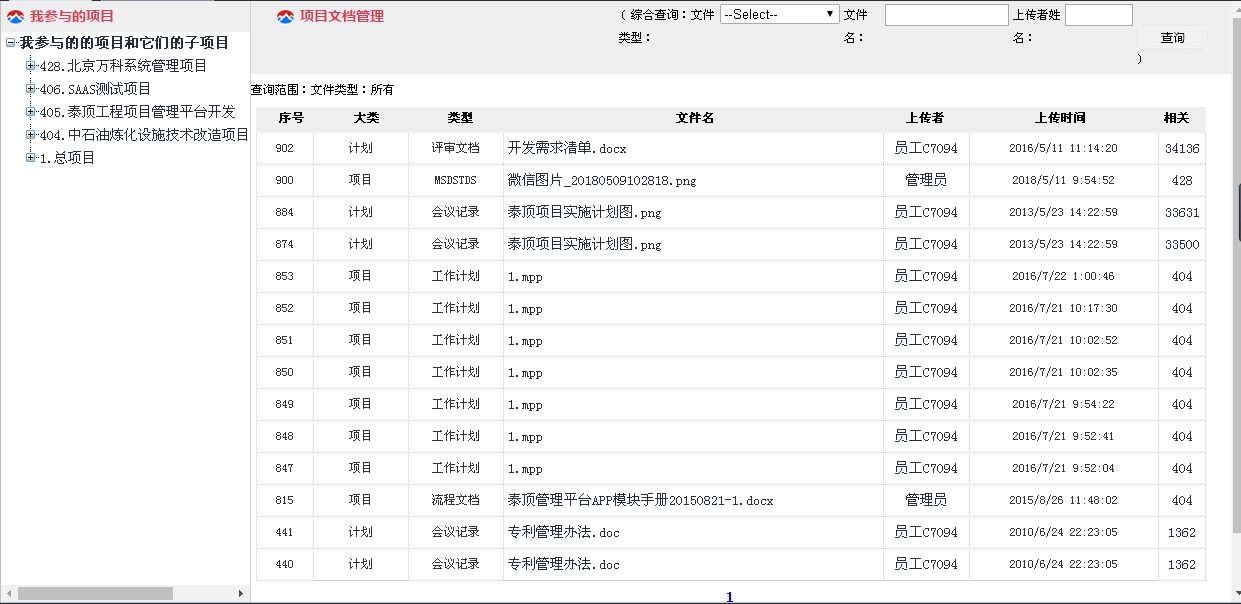 我参与的项目
我参与的的项目和它们的子项目
428.北京万科系统管理项目
406.SAAS测试项目
405.泰顶工程项目管理平台开发
404.中石油炼化设施技术改造项目
1.总项目
项目文档管理
（ 综合查询：文件类型： --Select-- 文件名： 上传者姓名： 查询 ）
查询范围：文件类型：所有
序号 大类 类型 文件名 上传者 上传时间 相关
902 计划 评审文档 开发需求清单.docx 员工C7094 2016/5/11 11:14:20 34136
900 项目 MSDSTDS 微信图片_20180509102818.png 管理员 2018/5/11 9:54:52 428
884 计划 会议记录 泰顶项目实施计划图.png 员工C7094 2013/5/23 14:22:59 33631
874 计划 会议记录 泰顶项目实施计划图.png 员工C7094 2013/5/23 14:22:59 33500
853 项目 工作计划 1.mpp 员工C7094 2016/7/22 1:00:46 404
852 项目 工作计划 1.mpp 员工C7094 2016/7/21 10:17:30 404
851 项目 工作计划 1.mpp 员工C7094 2016/7/21 10:02:52 404
850 项目 工作计划 1.mpp 员工C7094 2016/7/21 10:02:35 404
849 项目 工作计划 1.mpp 员工C7094 2016/7/21 9:54:22 404
848 项目 工作计划 1.mpp 员工C7094 2016/7/21 9:52:41 404
847 项目 工作计划 1.mpp 员工C7094 2016/7/21 9:52:04 404
815 项目 流程文档 泰顶管理平台APP模块手册20150821-1.docx 管理员 2015/8/26 11:48:02 404
441 计划 会议记录 专利管理办法.doc 员工C7094 2010/6/24 22:23:05 1362
440 计划 会议记录 专利管理办法.doc 员工C7094 2010/6/24 22:23:05 1362
1